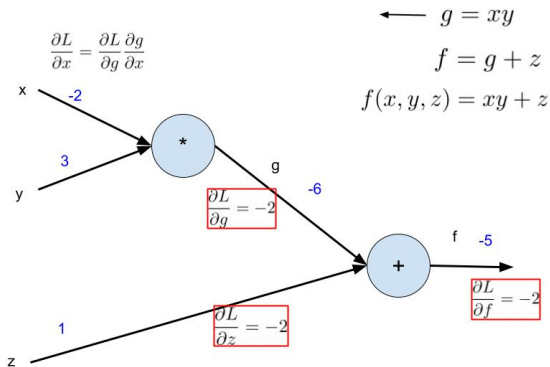 g = xy
∂L/∂x = ∂L/∂g ∂g/∂x
f = g + z
f(x, y, z) = xy + z
x
-2
*
3
y
g
-6
∂L/∂g = −2
f
-5
+
∂L/∂f = −2
∂L/∂z = −2
1
z